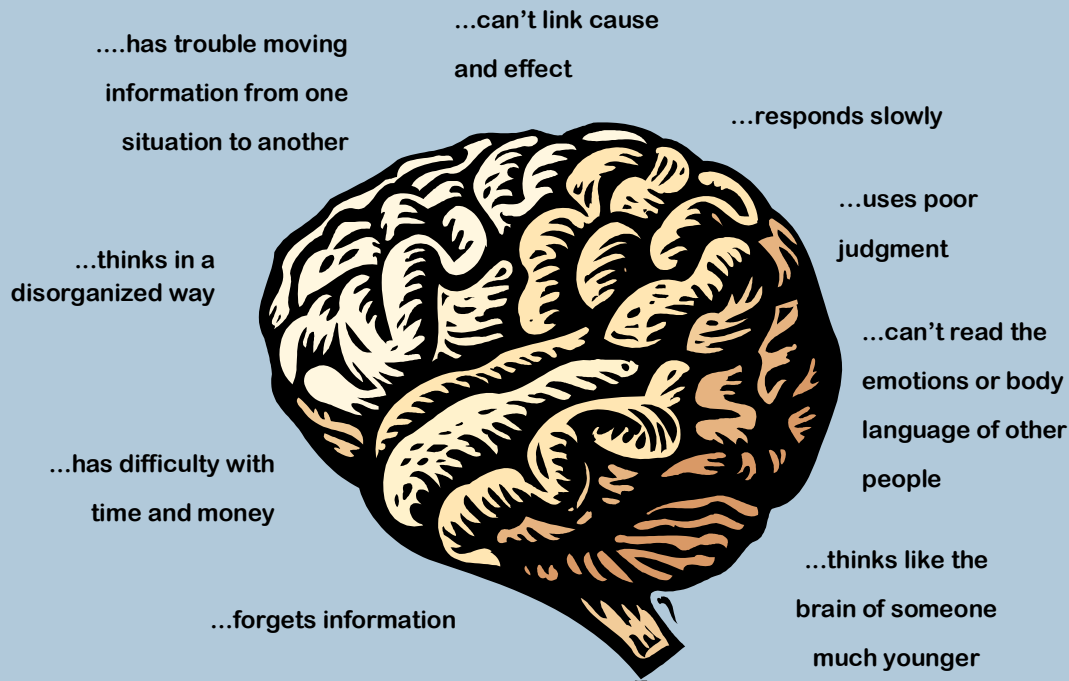 ...can't link cause
and effect
....has trouble moving
information from one
situation to another
...responds slowly
...uses poor
judgment
...thinks in a
disorganized way
...can't read the
emotions or body
language of other
people
...has difficulty with
time and money
...thinks like the
brain of someone
much younger
...forgets information